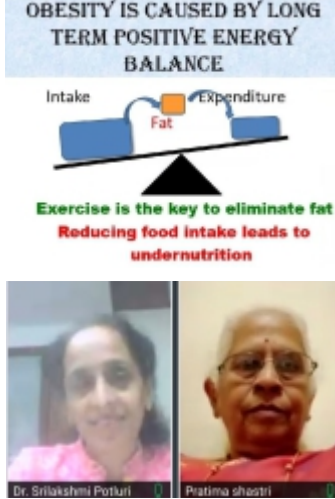 OBESITY IS CAUSED BY LONG
TERM POSITIVE ENERGY
BALANCE
Intake
Expenditure
Fat
Exercise is the key to eliminate fat
Reducing food intake leads to
undernutrition
Dr. Srilakshmi Potluri
Pratima shastri